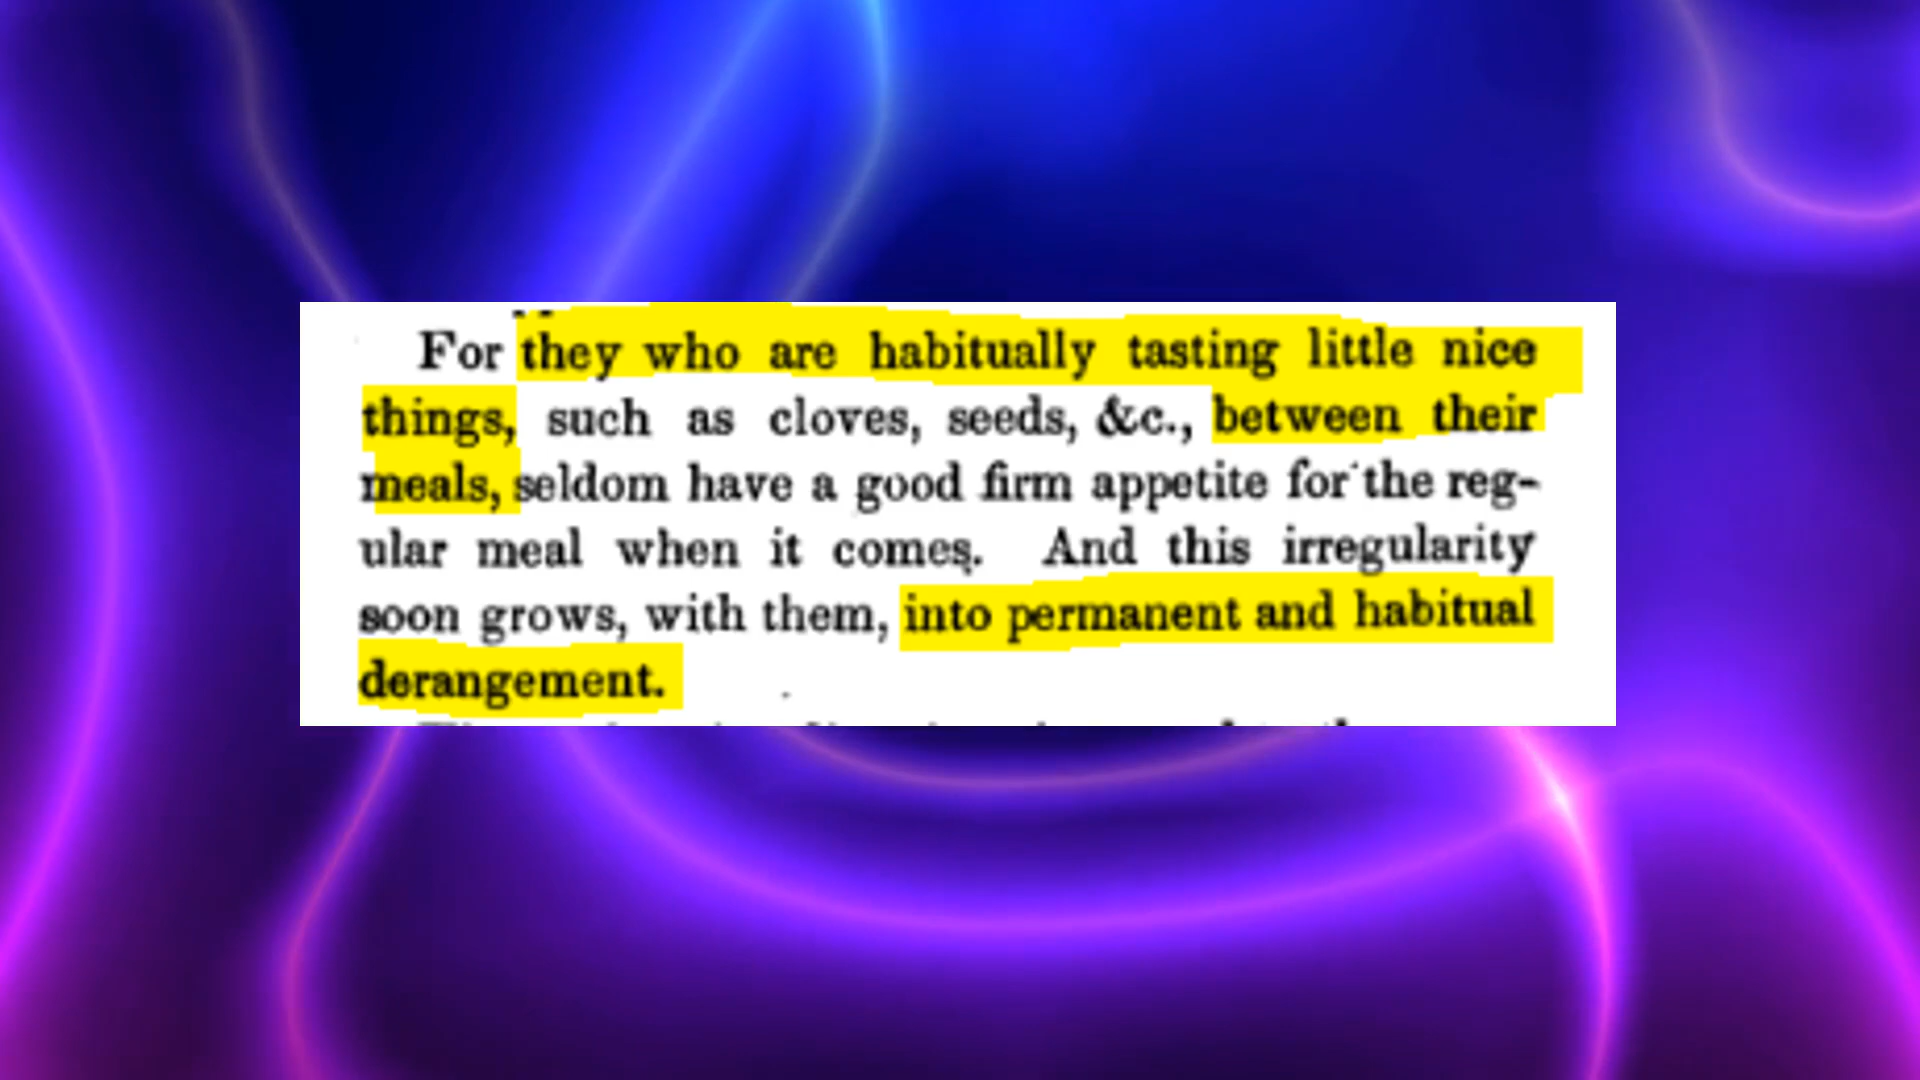 For they who are habitually tasting little nice
things, such as cloves, seeds, &c., between their
meals, seldom have a good firm appetite for the reg-
ular meal when it comes. And this irregularity
soon grows, with them, into permanent and habitual
derangement.